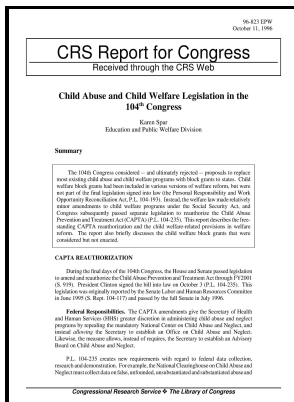 96-823 EPW
October 11, 1996
CRS Report for Congress
Received through the CRS Web
Child Abuse and Child Welfare Legislation in the
104th Congress
Karen Spar
Education and Public Welfare Division
Summary
The 104th Congress considered -- and ultimately rejected -- proposals to replace
most existing child abuse and child welfare programs with block grants to states. Child
welfare block grants had been included in various versions of welfare reform, but were
not part of the final legislation signed into law (the Personal Responsibility and Work
Opportunity Reconciliation Act, P.L. 104-193). Instead, the welfare law made relatively
minor amendments to child welfare programs under the Social Security Act, and
Congress subsequently passed separate legislation to reauthorize the Child Abuse
Prevention and Treatment Act (CAPTA) (P.L. 104-235). This report describes the free-
standing CAPTA reauthorization and the child welfare-related provisions in welfare
reform. The report also briefly discusses the child welfare block grants that were
considered but not enacted.
CAPTA REAUTHORIZATION
During the final days of the 104th Congress, the House and Senate passed legislation
to amend and reauthorize the Child Abuse Prevention and Treatment Act through FY2001
(S. 919). President Clinton signed the bill into law on October 3 (P.L. 104-235). This
legislation was originally reported by the Senate Labor and Human Resources Committee
in June 1995 (S. Rept. 104-117) and passed by the full Senate in July 1996.
Federal Responsibilities. The CAPTA amendments give the Secretary of Health
and Human Services (HHS) greater discretion in administering child abuse and neglect
programs by repealing the mandatory National Center on Child Abuse and Neglect, and
instead allowing the Secretary to establish an Office on Child Abuse and Neglect.
Likewise, the measure allows, instead of requires, the Secretary to establish an Advisory
Board on Child Abuse and Neglect.
P.L. 104-235 creates new requirements with regard to federal data collection,
research and demonstration. For example, the National Clearinghouse on Child Abuse and
Neglect must collect data on false, unfounded, unsubstantiated and substantiated abuse and
Congressional Research Service ❖ The Library of Congress